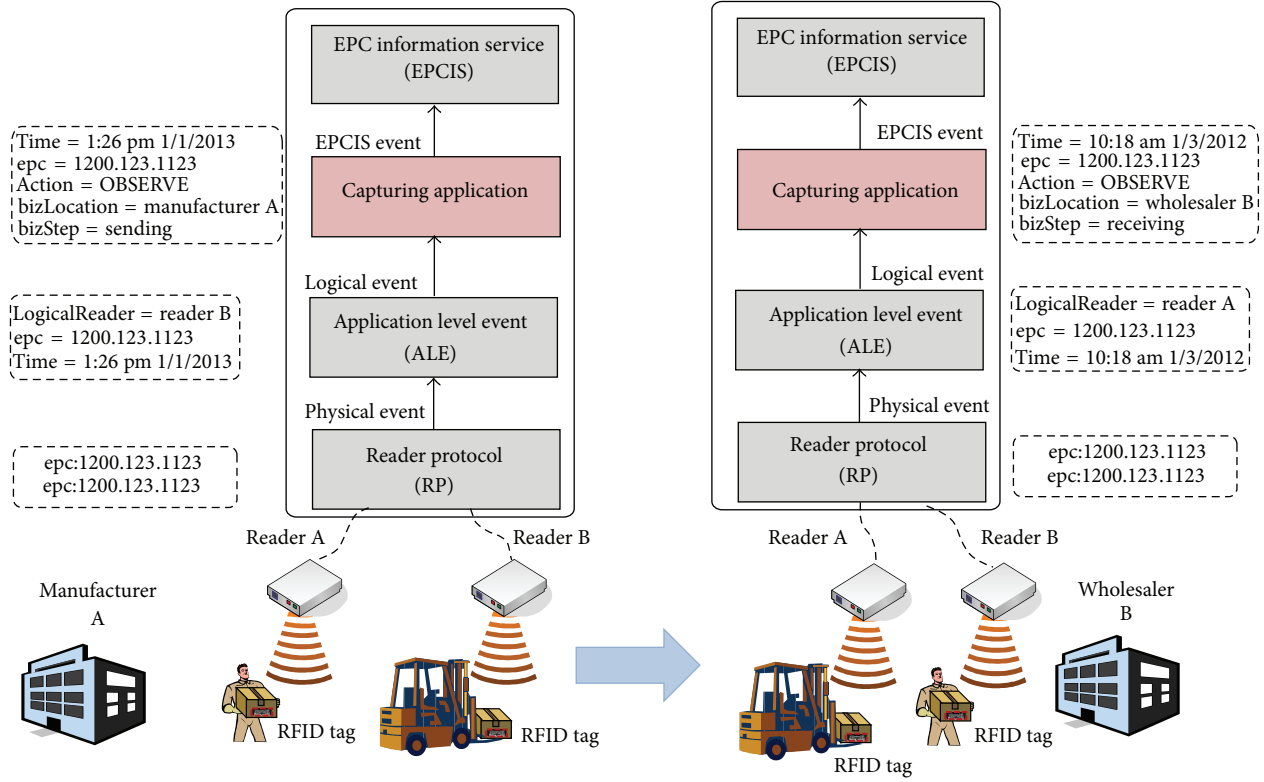 EPC information service
(EPCIS)
EPCIS event
Time = 1:26 pm 1/1/2013
epc = 1200.123.1123
Action = OBSERVE
bizLocation = manufacturer A
bizStep = sending
Capturing application
Logical event
LogicalReader = reader B
epc = 1200.123.1123
Time = 1:26 pm 1/1/2013
Application level event
(ALE)
Physical event
epc:1200.123.1123
epc:1200.123.1123
Reader protocol
(RP)
Reader A
Reader B
Manufacturer
A
RFID tag
RFID tag
EPC information service
(EPCIS)
EPCIS event
Capturing application
Time = 10:18 am 1/3/2012
epc = 1200.123.1123
Action = OBSERVE
bizLocation = wholesaler B
bizStep = receiving
Logical event
Application level event
(ALE)
LogicalReader = reader A
epc = 1200.123.1123
Time = 10:18 am 1/3/2012
Physical event
Reader protocol
(RP)
epc:1200.123.1123
epc:1200.123.1123
Reader A
Reader B
Wholesaler
B
RFID tag
RFID tag